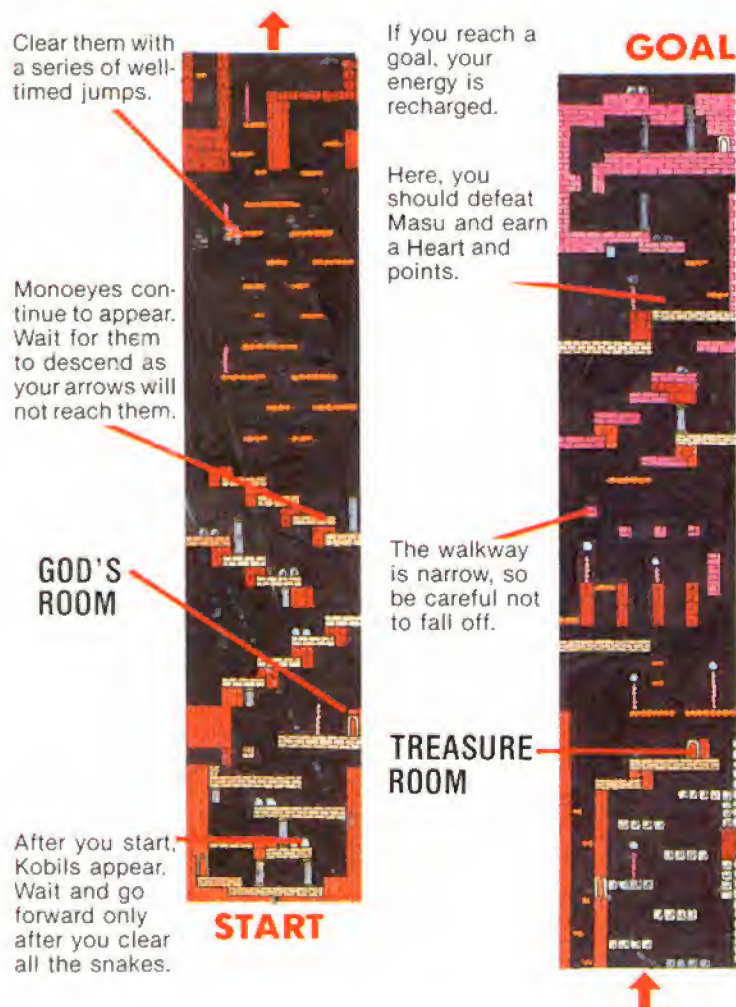 Clear them with
a series of well-
timed jumps.
Monoeyes con-
tinue to appear.
Wait for them
to descend as
your arrows will
not reach them.
GOD'S
ROOM
After you start,
Kobils appear.
Wait and go
forward only
after you clear
all the snakes.
START
If you reach a
goal, your
energy is
recharged.
GOAL
Here, you
should defeat
Masu and earn
a Heart and
points.
The walkway
is narrow, so
be careful not
to fall off.
TREASURE
ROOM